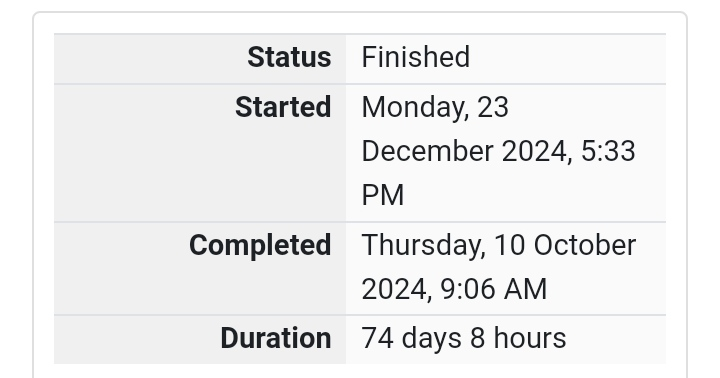 Status Finished
Started Monday, 23
December 2024, 5:33
PM
Completed Thursday, 10 October
2024, 9:06 AM
Duration 74 days 8 hours